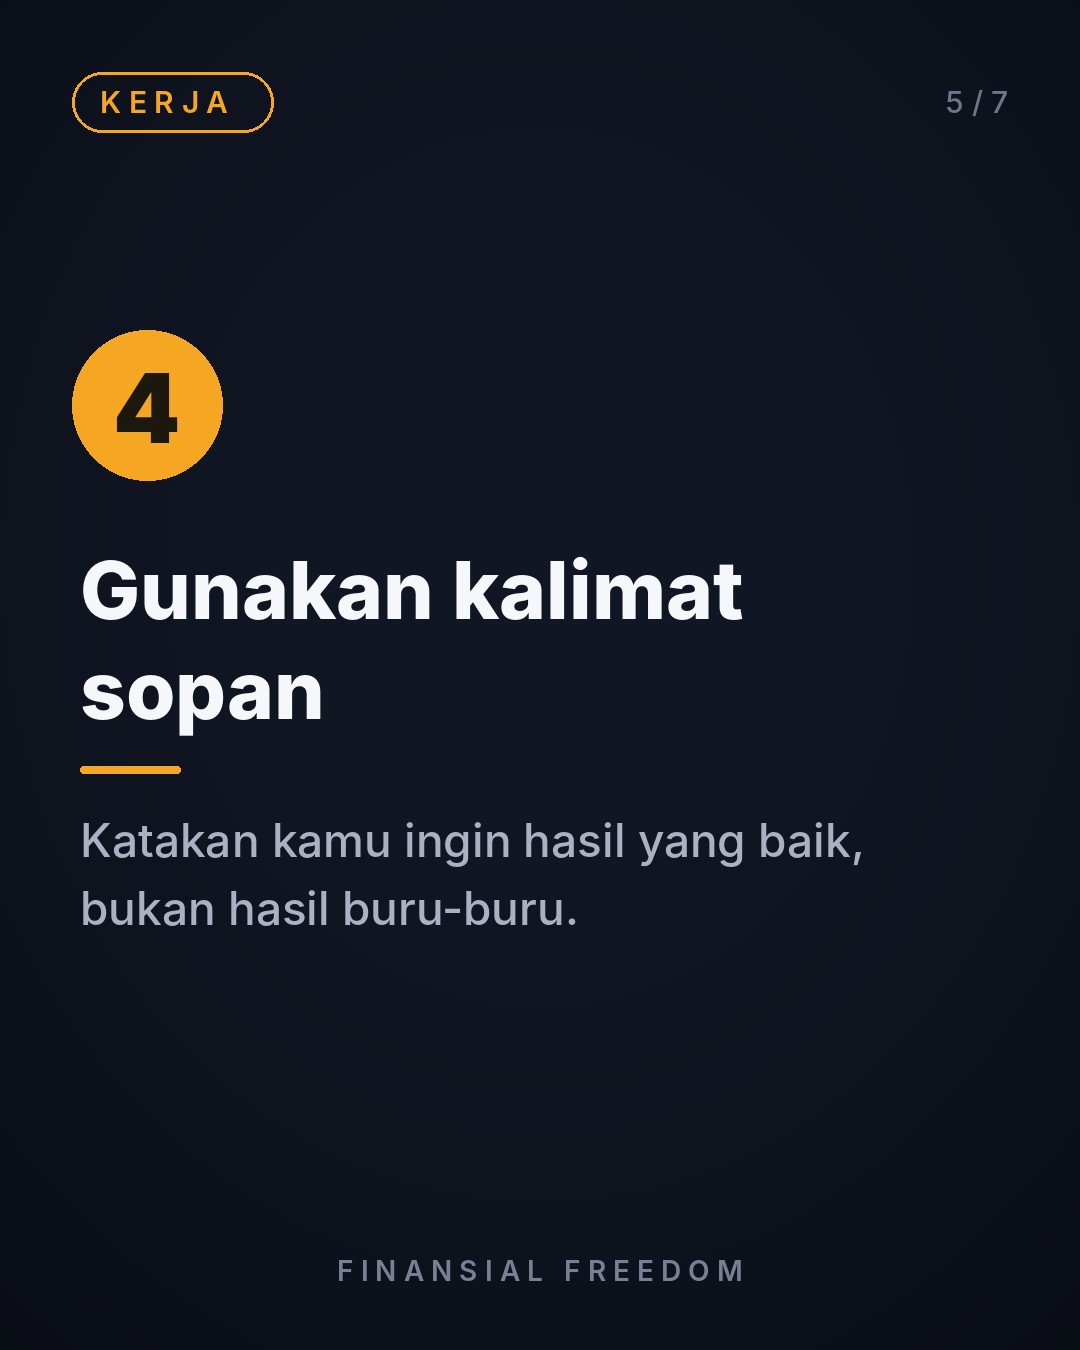 KERJA
5/7
4
Gunakan kalimat
sopan
Katakan kamu ingin hasil yang baik,
bukan hasil buru-buru.
FINANSIAL FREEDOM